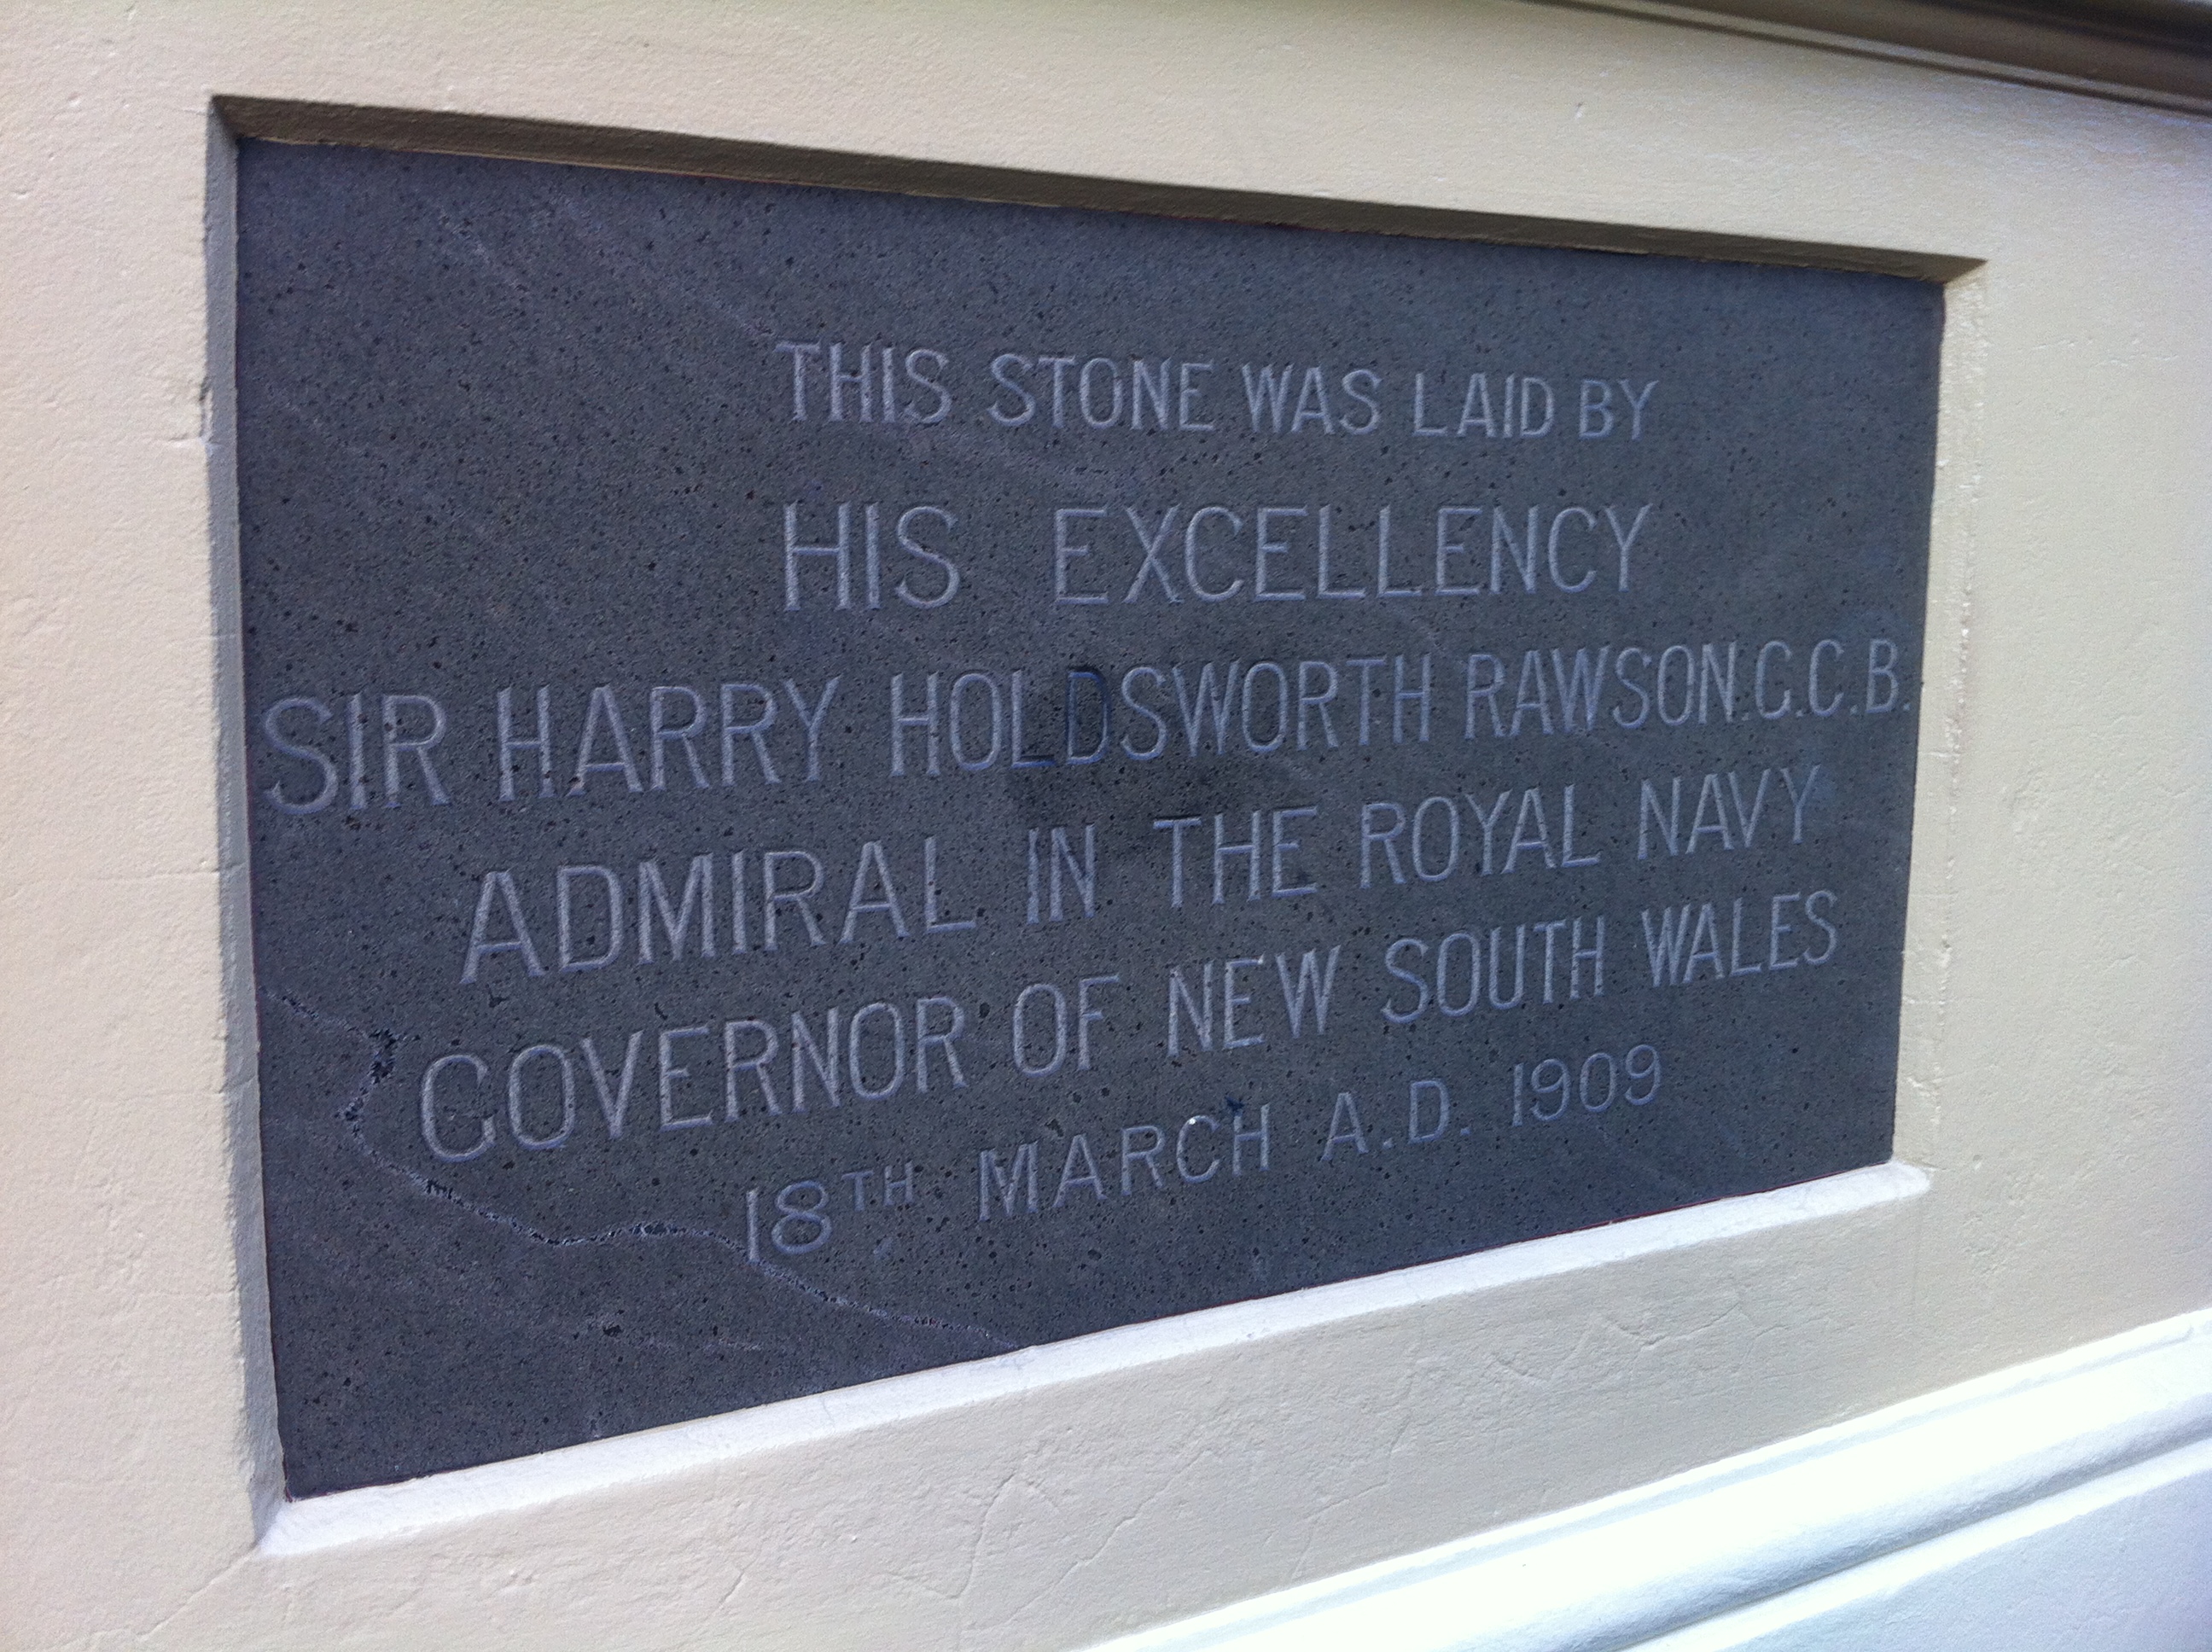 THIS STONE WAS LAID BY
HIS EXCELLENCY
SIR HARRY HOLDSWORTH RAWSON.G.C.B.
ADMIRAL IN THE ROYAL NAVY
GOVERNOR OF NEW SOUTH WALES
18TH MARCH A.D. 1909